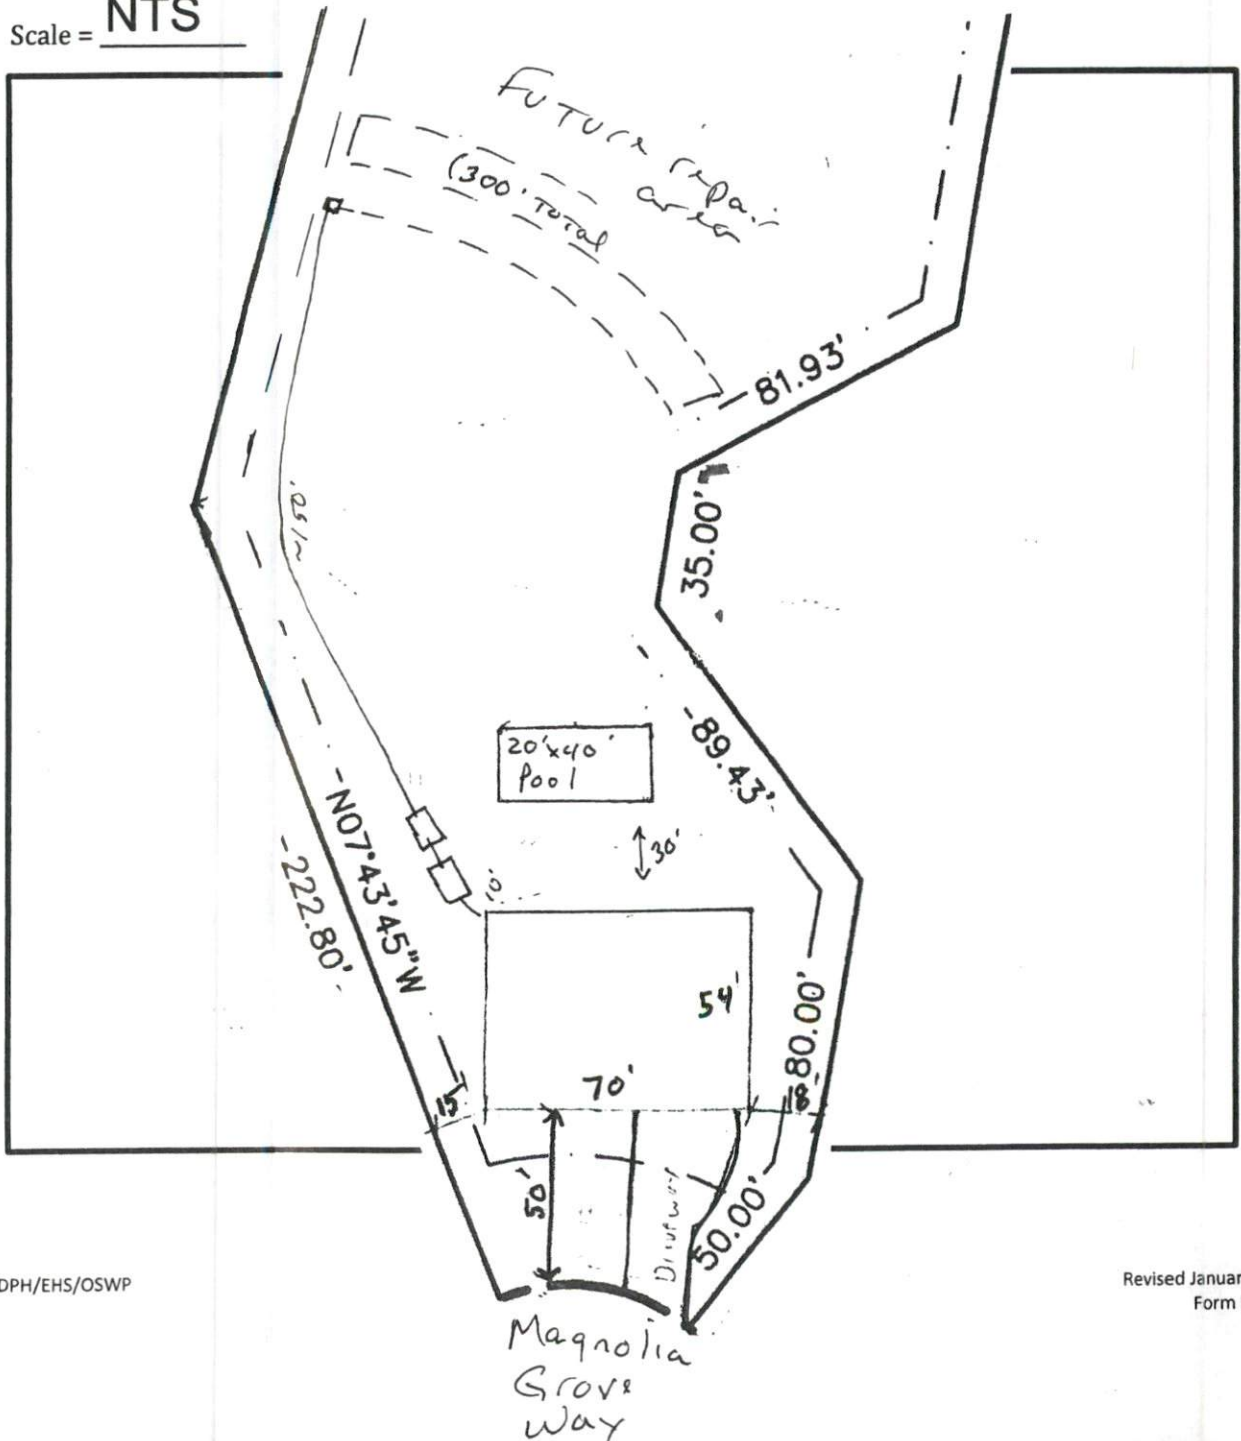 Scale = NTS
Future repair
area
(300' Total
81.93'
35.00'
20'x40'
Pool
-89.43'-
30'
-N07°43'45"W
-222.80'-
10'
54'
80.00'
70'
15'
18'
50'
Driveway
50.00'
DPH/EHS/OSWP
Revised Januar
Form
Magnolia
Grove
Way